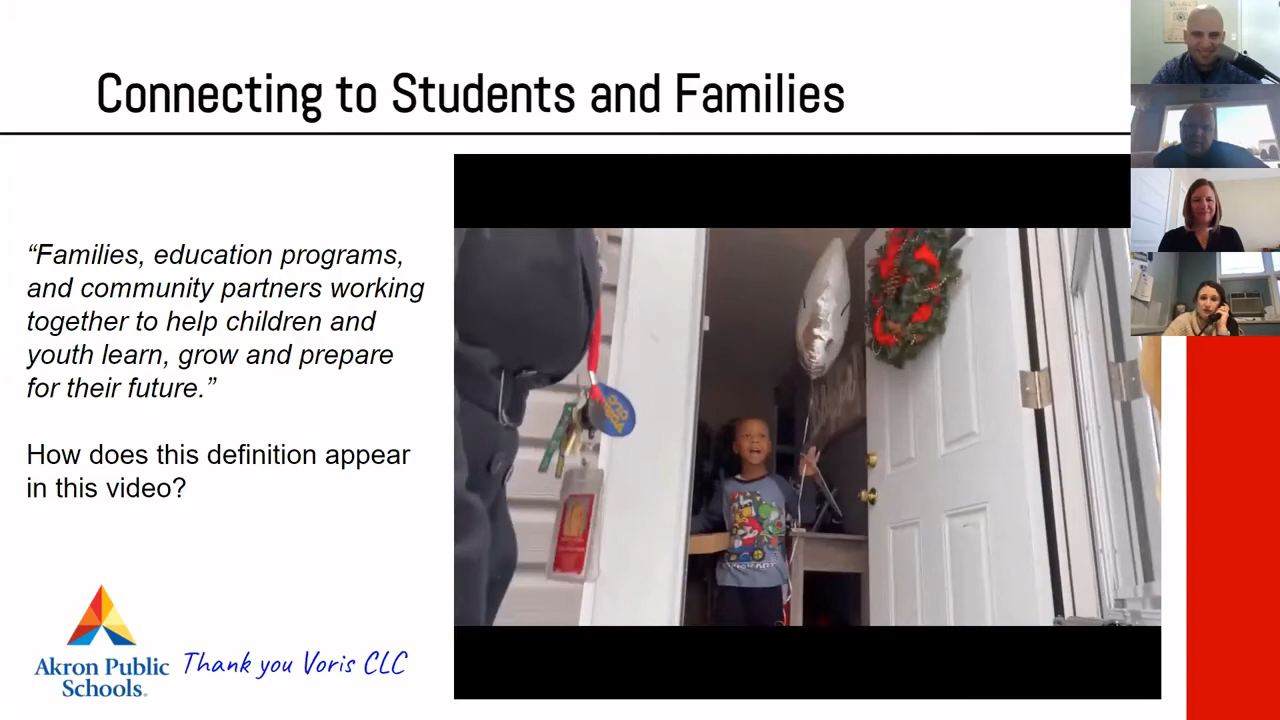 Connecting to Students and Families
“Families, education programs,
and community partners working
together to help children and
youth learn, grow and prepare
for their future.”
How does this definition appear
in this video?
Akron Public
Schools.
Thank you Voris CLC